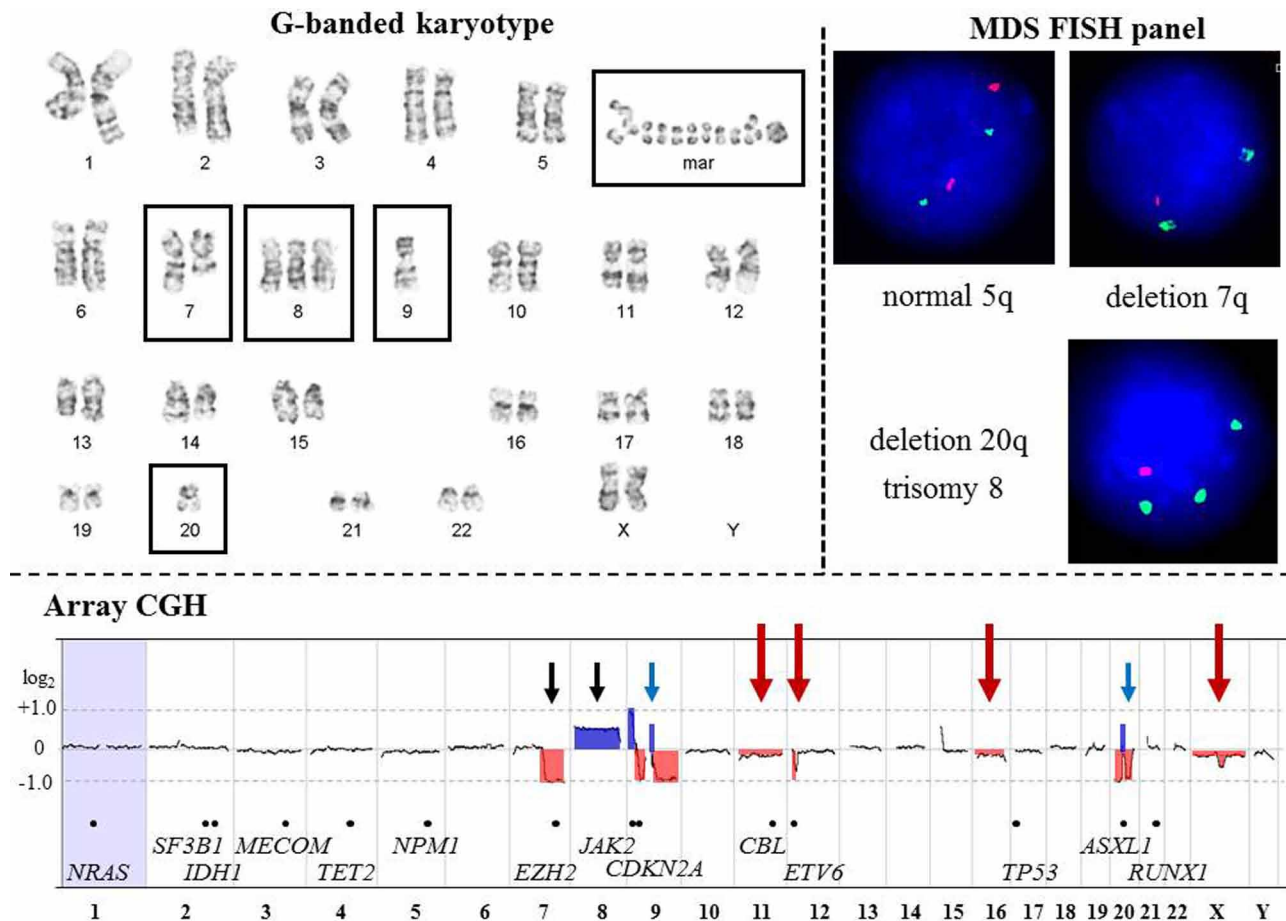 G-banded karyotype
MDS FISH panel
1 2 3 4 5 mar
6 7 8 9 10 11 12
13 14 15 16 17 18
19 20 21 22 X Y
normal 5q
deletion 7q
deletion 20q
trisomy 8
Array CGH
log2
+1.0
0
-1.0
SF3B1 MECOM NPM1 JAK2 CBL ASXL1
NRAS IDH1 TET2 EZH2 CDKN2A ETV6 TP53 RUNX1
1 2 3 4 5 6 7 8 9 10 11 12 13 14 15 16 17 18 19 20 21 22 X Y